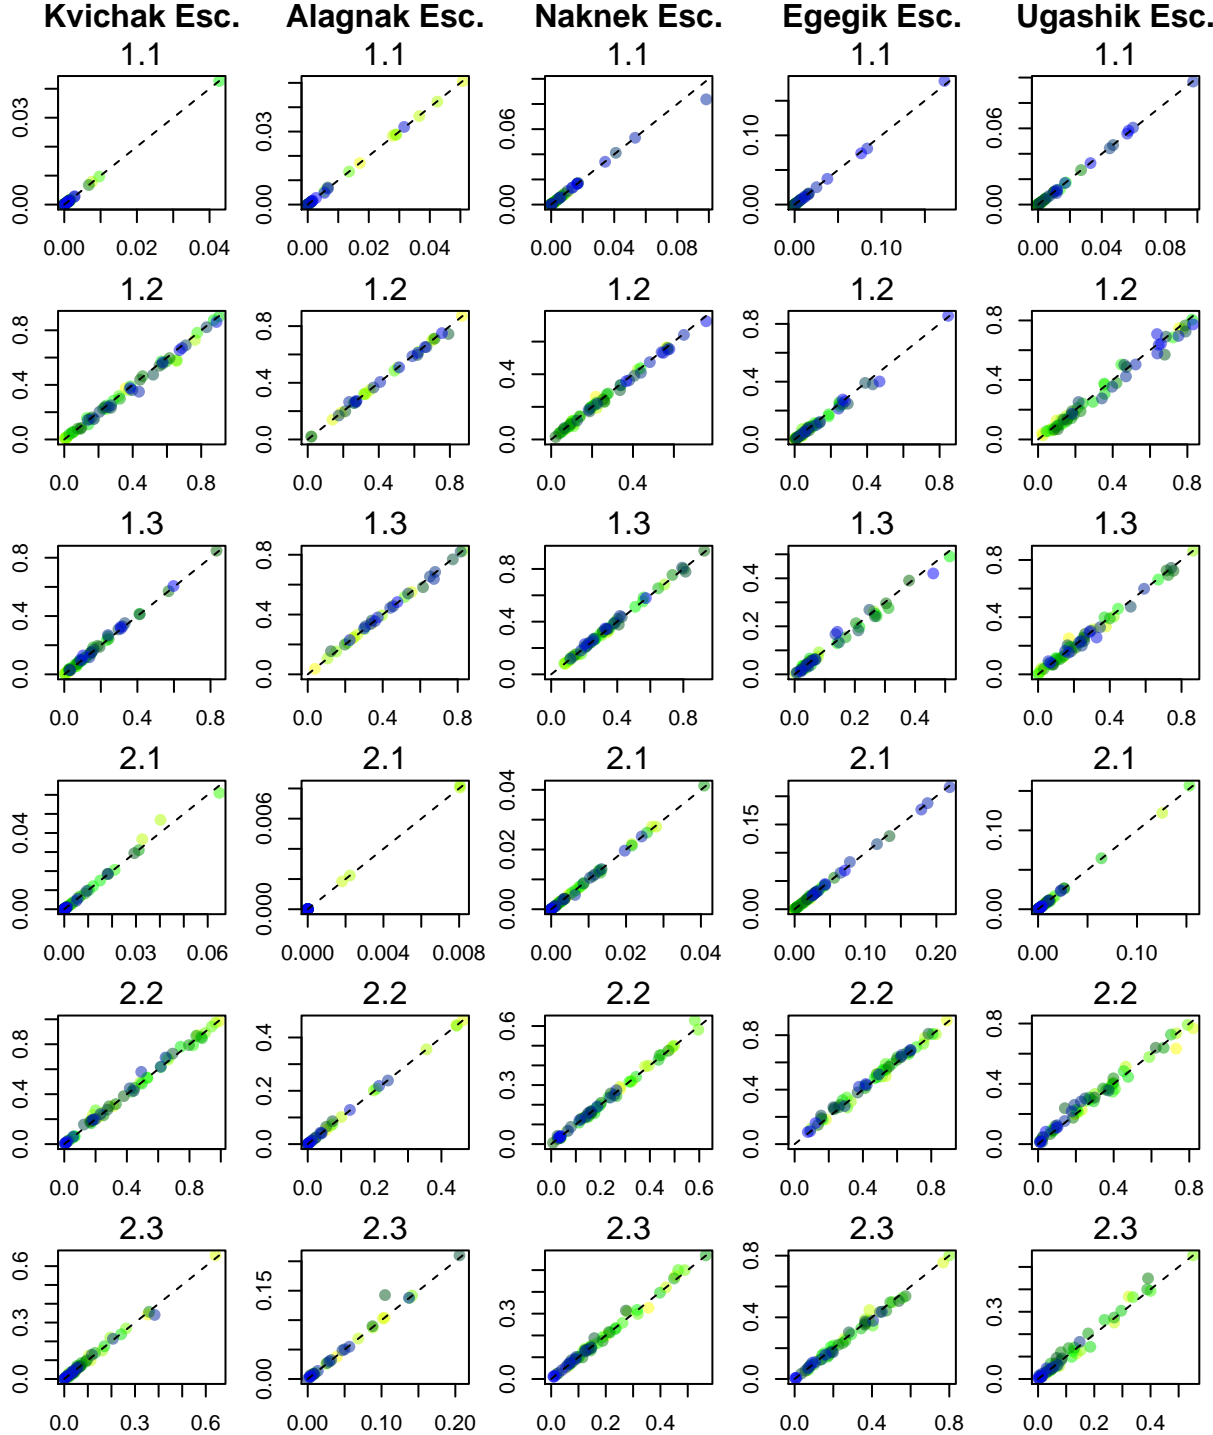 Kvichak Esc. Alagnak Esc. Naknek Esc. Egegik Esc. Ugashik Esc.
1.1 1.1 1.1 1.1 1.1
0.00 0.03 0.00 0.03 0.00 0.06 0.00 0.10 0.00 0.06
0.00 0.02 0.04 0.00 0.02 0.04 0.00 0.04 0.08 0.00 0.10 0.00 0.04 0.08
1.2 1.2 1.2 1.2 1.2
0.0 0.4 0.8 0.0 0.4 0.8 0.0 0.4 0.0 0.4 0.8 0.0 0.4 0.8
0.0 0.4 0.8 0.0 0.4 0.8 0.0 0.4 0.0 0.4 0.8 0.0 0.4 0.8
1.3 1.3 1.3 1.3 1.3
0.0 0.4 0.8 0.0 0.4 0.8 0.0 0.4 0.8 0.0 0.2 0.4 0.0 0.4 0.8
0.0 0.4 0.8 0.0 0.4 0.8 0.0 0.4 0.8 0.0 0.2 0.4 0.0 0.4 0.8
2.1 2.1 2.1 2.1 2.1
0.00 0.04 0.000 0.006 0.00 0.02 0.04 0.00 0.15 0.00 0.10
0.00 0.03 0.06 0.000 0.004 0.008 0.00 0.02 0.04 0.00 0.10 0.20 0.00 0.10
2.2 2.2 2.2 2.2 2.2
0.0 0.4 0.8 0.0 0.2 0.4 0.0 0.3 0.6 0.0 0.4 0.8 0.0 0.4 0.8
0.0 0.4 0.8 0.0 0.2 0.4 0.0 0.2 0.4 0.6 0.0 0.4 0.8 0.0 0.4 0.8
2.3 2.3 2.3 2.3 2.3
0.0 0.3 0.6 0.00 0.15 0.0 0.3 0.0 0.4 0.8 0.0 0.3
0.0 0.3 0.6 0.00 0.10 0.20 0.0 0.2 0.4 0.0 0.4 0.8 0.0 0.2 0.4